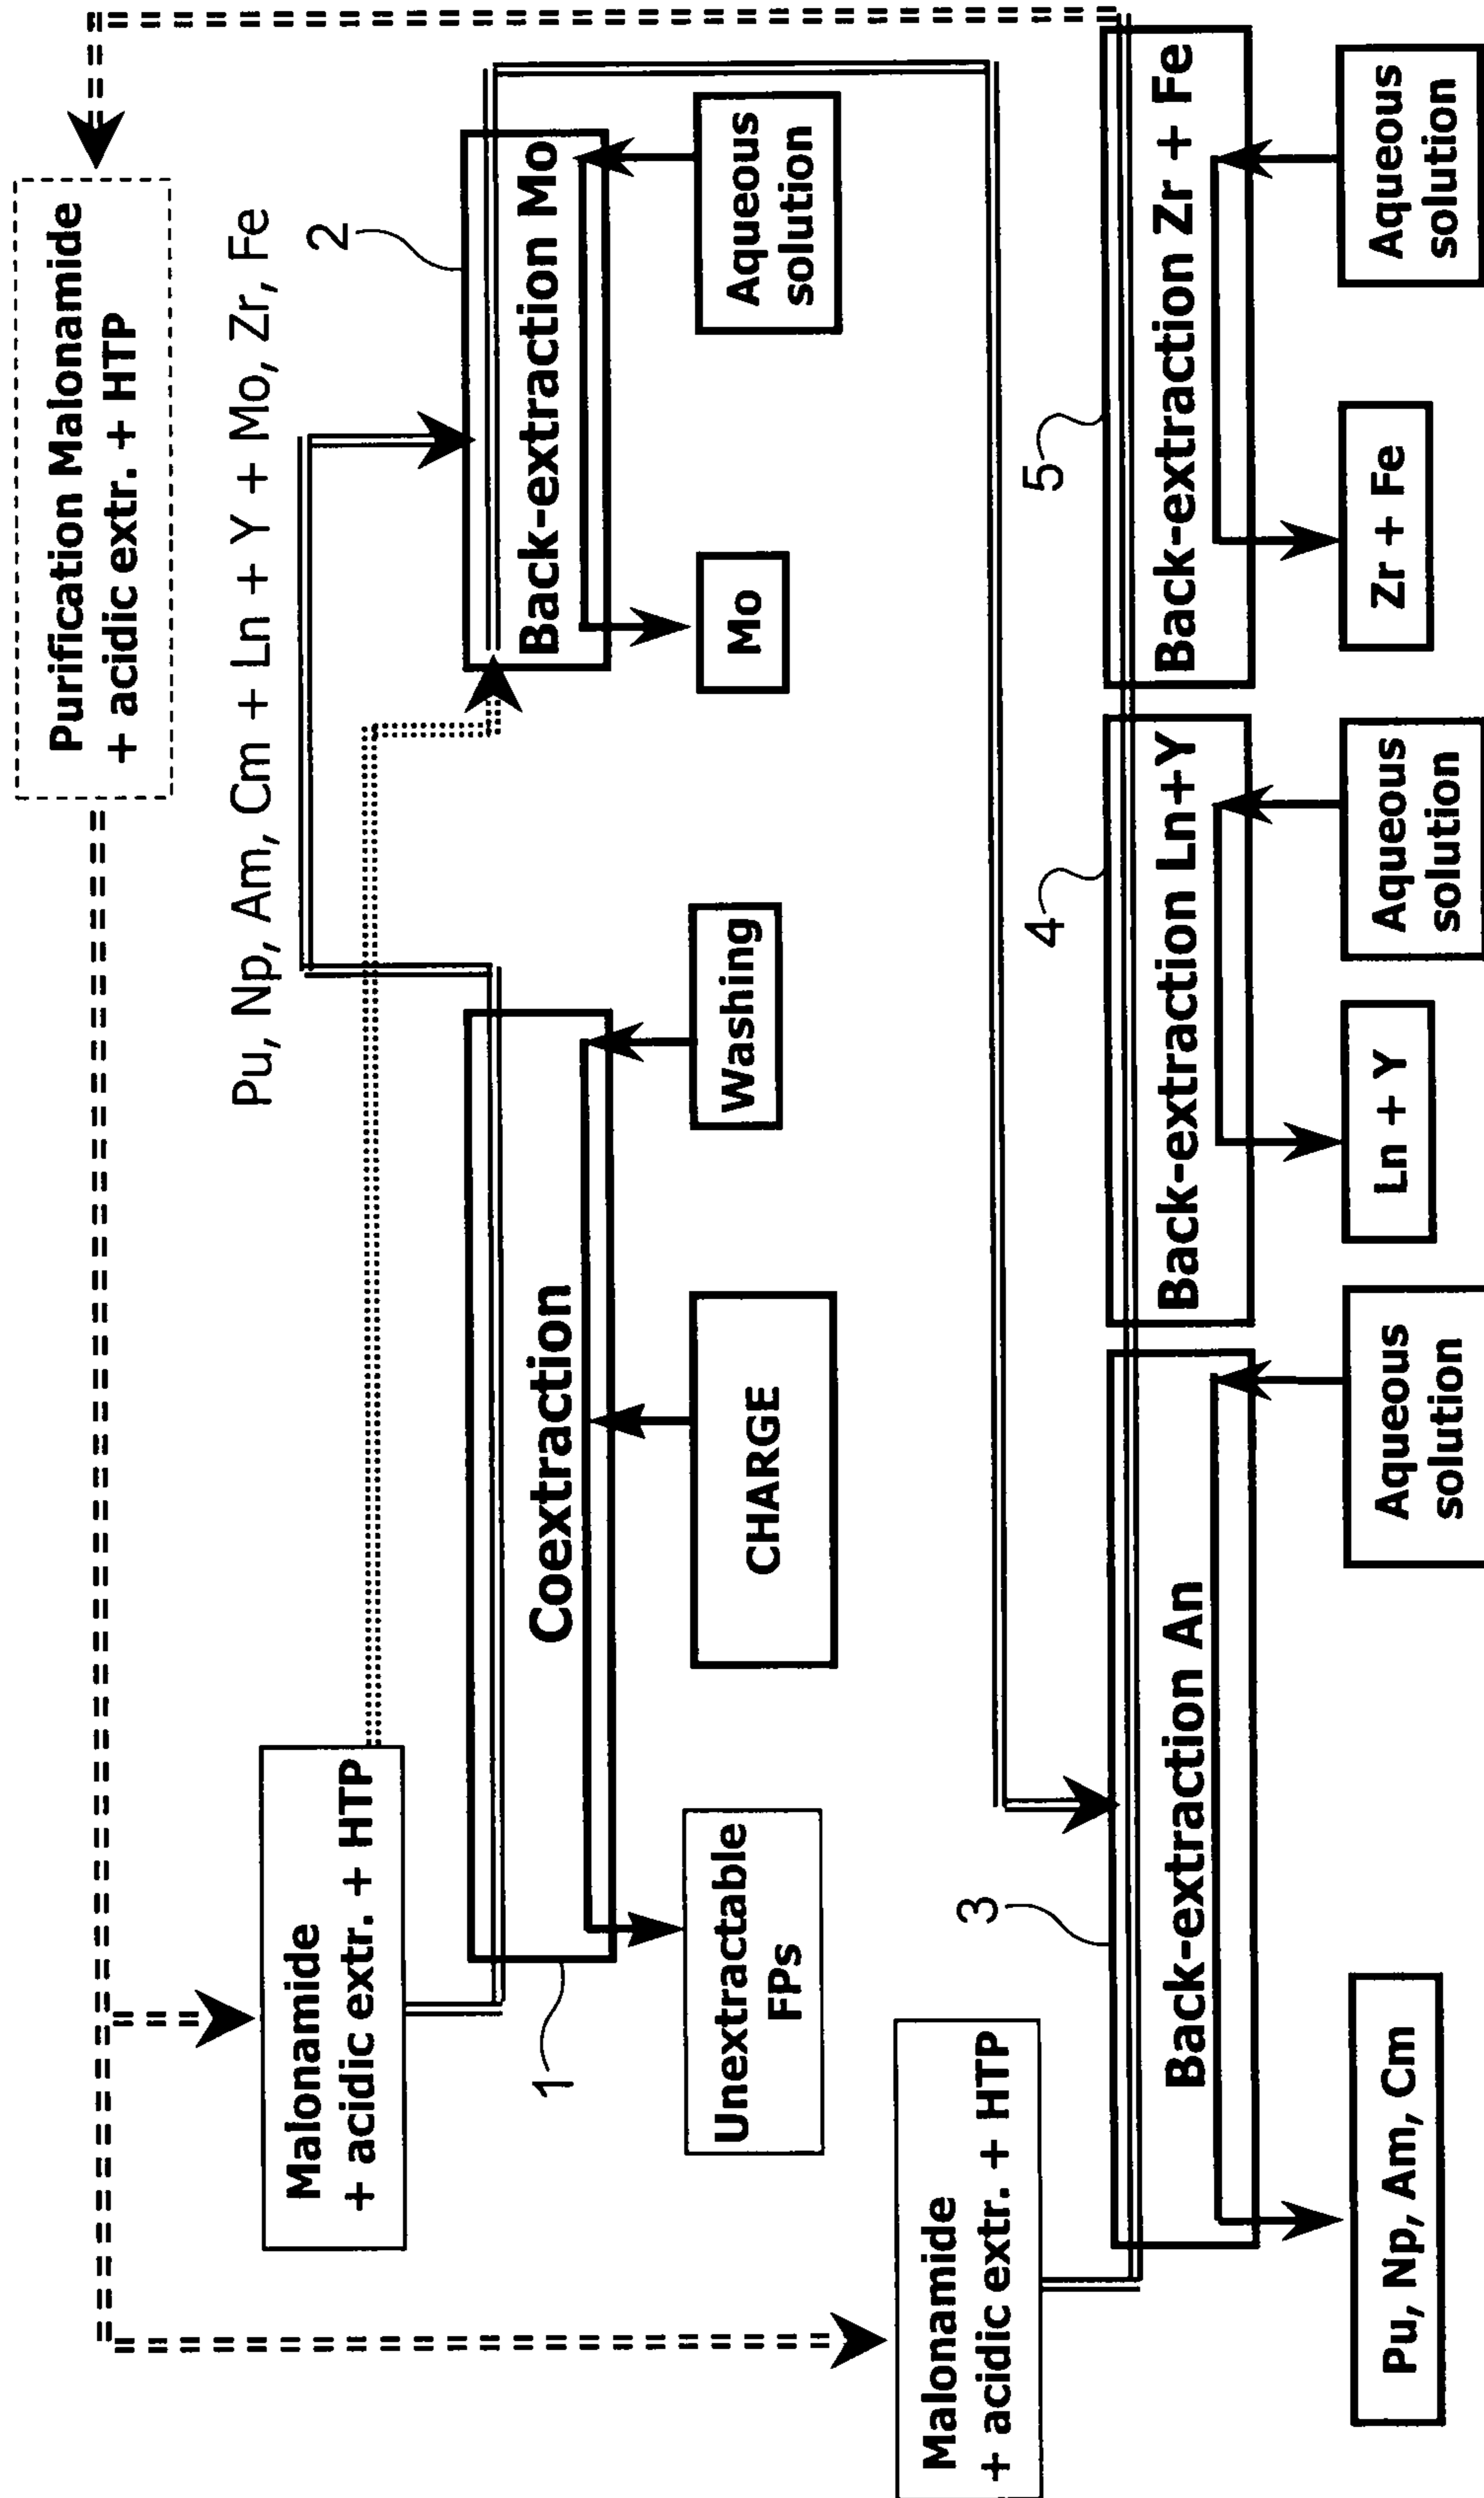 Purification Malonamide
+ acidic extr. + HTP
Pu, Np, Am, Cm + Ln + Y + Mo, Zr, Fe
Malonamide
+ acidic extr. + HTP
1
Coextraction
2
Back-extraction Mo
Unextractable
FPs
CHARGE
Washing
Mo
Aqueous
solution
Malonamide
+ acidic extr. + HTP
3
Back-extraction An
4
Back-extraction Ln+Y
5
Back-extraction Zr + Fe
Pu, Np, Am, Cm
Aqueous
solution
Ln + Y
Aqueous
solution
Zr + Fe
Aqueous
solution